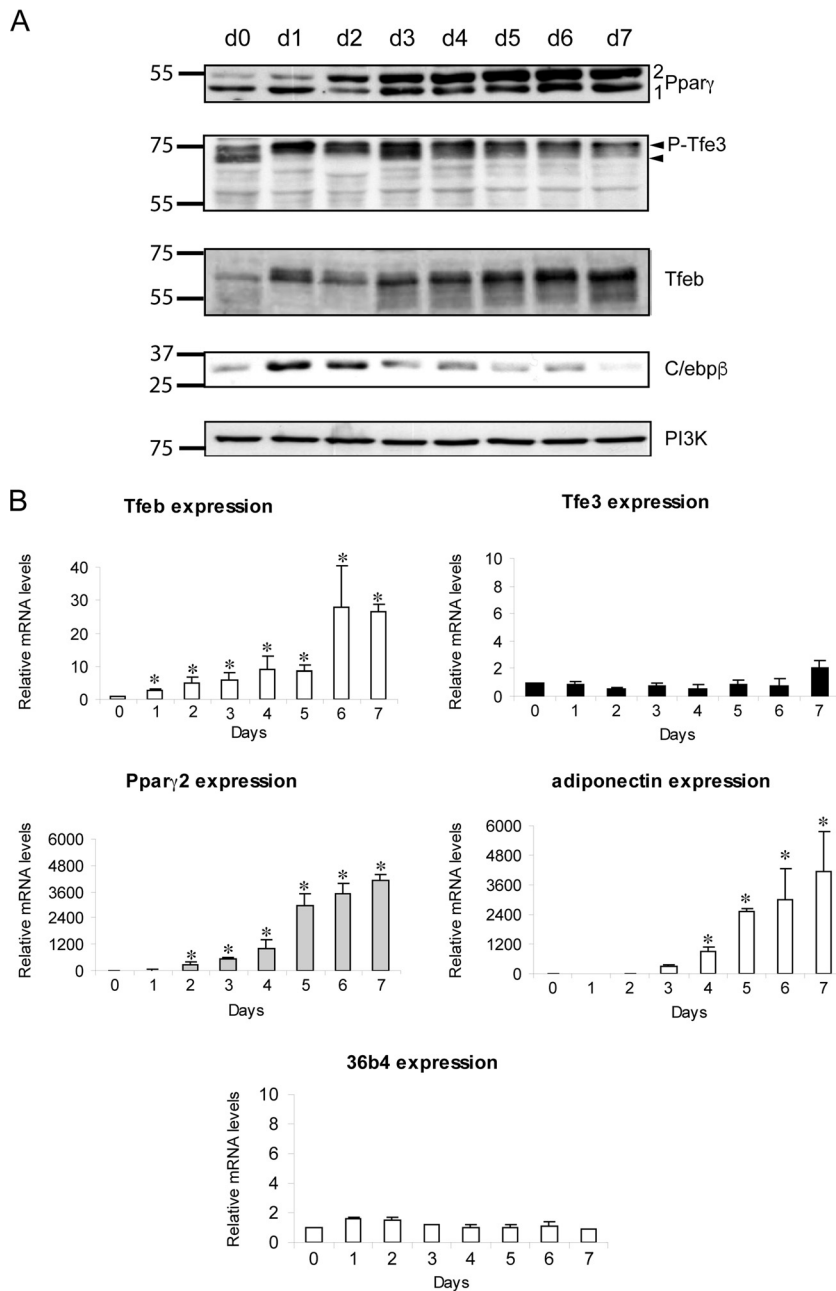 A
d0 d1 d2 d3 d4 d5 d6 d7
55
2
1
Pparγ
75
55
P-Tfe3
75
55
Tfeb
37
25
C/ebpβ
75
PI3K
B
Tfeb expression
Relative mRNA levels
40
30
20
10
0
* * * * * * *
0 1 2 3 4 5 6 7
Days
Tfe3 expression
Relative mRNA levels
10
8
6
4
2
0
0 1 2 3 4 5 6 7
Days
Pparγ2 expression
Relative mRNA levels
6000
4800
3600
2400
1200
0
* * * * * *
0 1 2 3 4 5 6 7
Days
adiponectin expression
Relative mRNA levels
6000
4800
3600
2400
1200
0
* * * *
0 1 2 3 4 5 6 7
Days
36b4 expression
Relative mRNA levels
10
8
6
4
2
0
0 1 2 3 4 5 6 7
Days